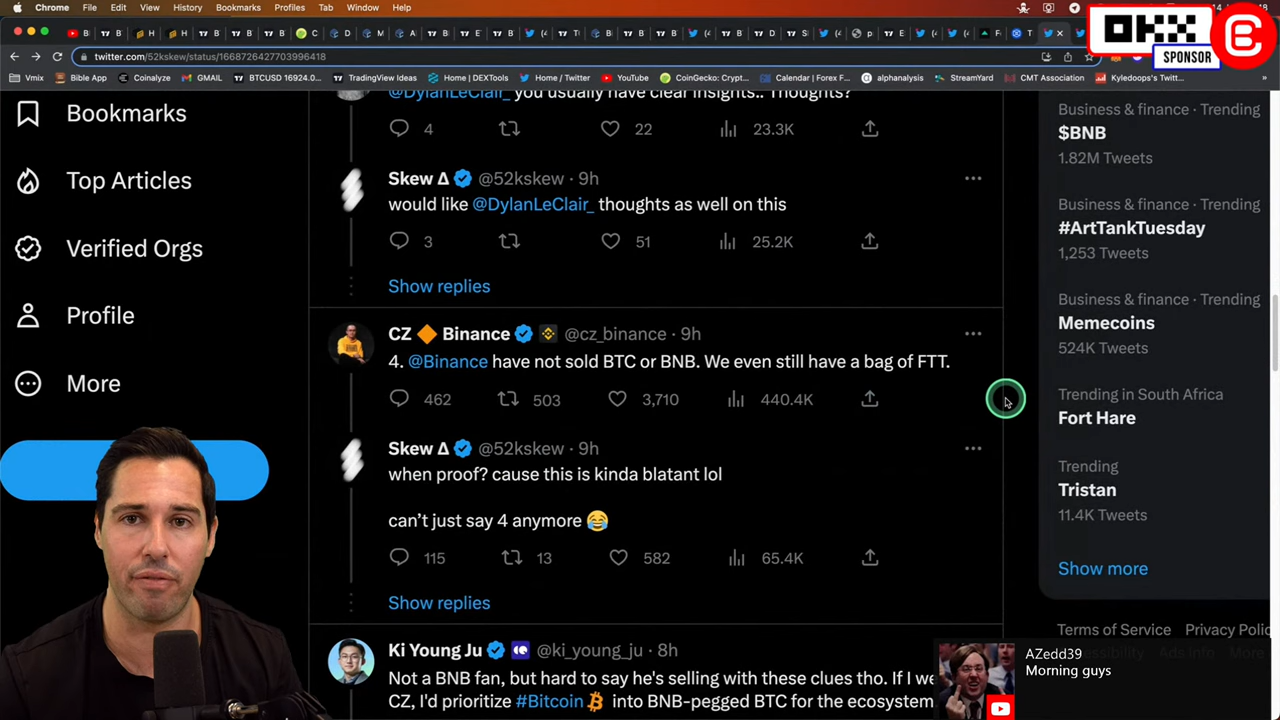 Chrome File Edit View History Bookmarks Profiles Tab Window Help
twitter.com/52kskew/status/1668726427703996418
Vmix Bible App Coinalyze GMAIL BTCUSD 16924.0... TradingView Ideas Home | DEXTools Home / Twitter YouTube CoinGecko: Crypt... Calendar | Forex F... alphanalysis StreamYard CMT Association Kyledoops's Twitt...
OKX
SPONSOR
Bookmarks
Top Articles
Verified Orgs
Profile
More
@DylanLeClair_ you usually have clear insights.. Thoughts?
4 22 23.3K
Skew Δ @52kskew · 9h
would like @DylanLeClair_ thoughts as well on this
3 51 25.2K
Show replies
CZ 🔶 Binance @cz_binance · 9h
4. @Binance have not sold BTC or BNB. We even still have a bag of FTT.
462 503 3,710 440.4K
Skew Δ @52kskew · 9h
when proof? cause this is kinda blatant lol
can't just say 4 anymore 😂
115 13 582 65.4K
Show replies
Ki Young Ju @ki_young_ju · 8h
Not a BNB fan, but hard to say he's selling with these clues tho. If I we
CZ, I'd prioritize #Bitcoin into BNB-pegged BTC for the ecosystem
Business & finance · Trending
$BNB
1.82M Tweets
Business & finance · Trending
#ArtTankTuesday
1,253 Tweets
Business & finance · Trending
Memecoins
524K Tweets
Trending in South Africa
Fort Hare
Trending
Tristan
11.4K Tweets
Show more
Terms of Service Privacy Polic
AZedd39
Morning guys